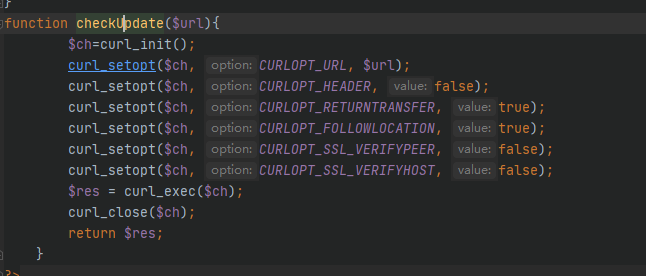 }
function checkUpdate($url){
$ch=curl_init();
curl_setopt($ch, option: CURLOPT_URL, $url);
curl_setopt($ch, option: CURLOPT_HEADER, value: false);
curl_setopt($ch, option: CURLOPT_RETURNTRANSFER, value: true);
curl_setopt($ch, option: CURLOPT_FOLLOWLOCATION, value: true);
curl_setopt($ch, option: CURLOPT_SSL_VERIFYPEER, value: false);
curl_setopt($ch, option: CURLOPT_SSL_VERIFYHOST, value: false);
$res = curl_exec($ch);
curl_close($ch);
return $res;
}
?>